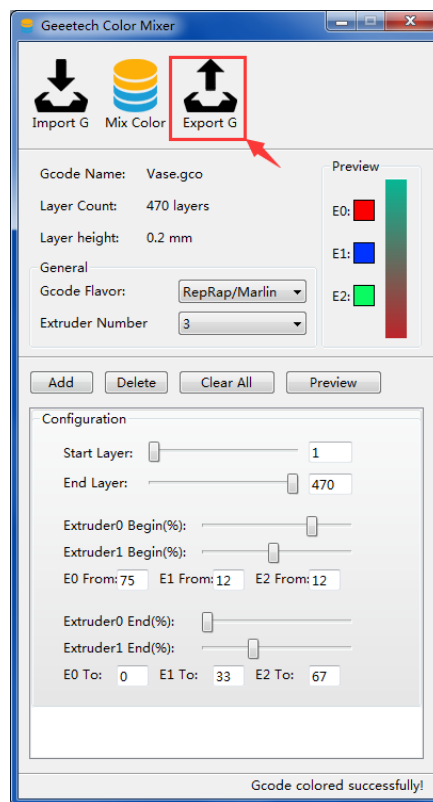 Geeetech Color Mixer
Import G Mix Color Export G
Gcode Name: Vase.gco
Layer Count: 470 layers
Layer height: 0.2 mm
General
Gcode Flavor: RepRap/Marlin
Extruder Number 3
Preview
E0:
E1:
E2:
Add Delete Clear All Preview
Configuration
Start Layer: 1
End Layer: 470
Extruder0 Begin(%):
Extruder1 Begin(%):
E0 From: 75 E1 From: 12 E2 From: 12
Extruder0 End(%):
Extruder1 End(%):
E0 To: 0 E1 To: 33 E2 To: 67
Gcode colored successfully!